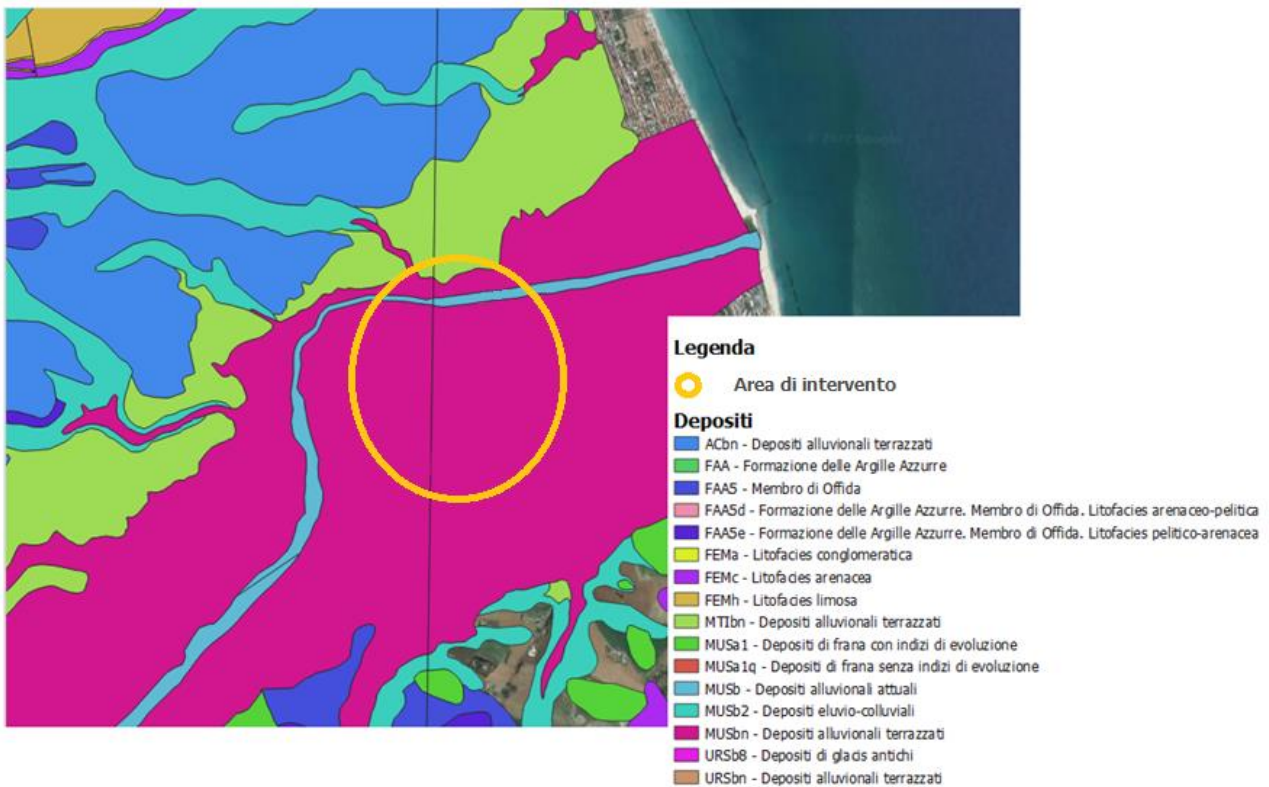 Legenda
Area di intervento
Depositi
ACbn - Depositi alluvionali terrazzati
FAA - Formazione delle Argille Azzurre
FAA5 - Membro di Offida
FAA5d - Formazione delle Argille Azzurre. Membro di Offida. Litofacies arenaceo-pelitica
FAA5e - Formazione delle Argille Azzurre. Membro di Offida. Litofacies pelitico-arenacea
FEMa - Litofacies conglomeratica
FEMc - Litofacies arenacea
FEMh - Litofacies limosa
MTIbn - Depositi alluvionali terrazzati
MUSa1 - Depositi di frana con indizi di evoluzione
MUSa1q - Depositi di frana senza indizi di evoluzione
MUSb - Depositi alluvionali attuali
MUSb2 - Depositi eluvio-colluviali
MUSbn - Depositi alluvionali terrazzati
URSb8 - Depositi di glacis antichi
URSbn - Depositi alluvionali terrazzati